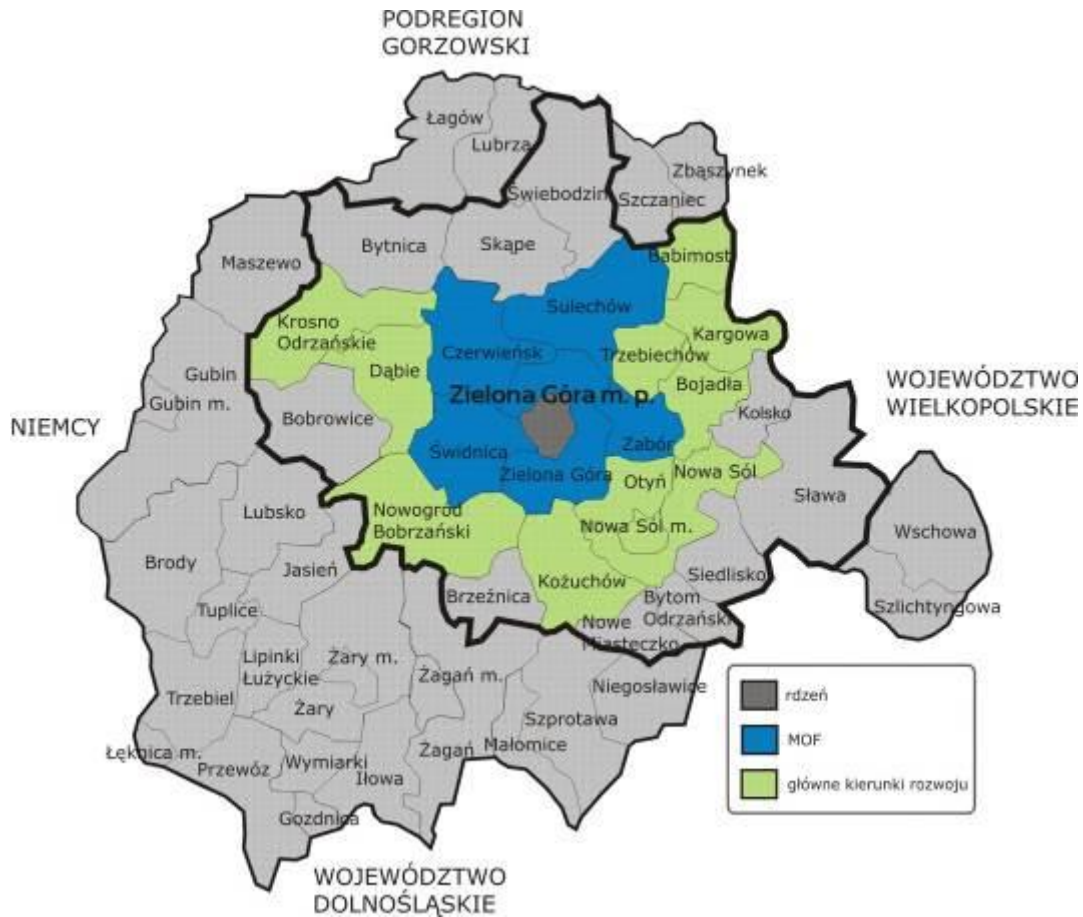 PODREGION
GORZOWSKI
Łagów
Lubrza
Zbąszynek
Świebodzin
Szczaniec
Bytnica
Skąpe
Babimost
Maszewo
Sulechów
Krosno
Odrzańskie
Kargowa
Czerwieńsk
Trzebiechów
Gubin
Dąbie
Bojadła
WOJEWÓDZTWO
WIELKOPOLSKIE
Gubin m.
Zielona Góra m. p.
Kolsko
NIEMCY
Bobrowice
Świdnica
Zabór
Zielona Góra
Nowa Sól
Otyń
Sława
Lubsko
Nowogród
Bobrzański
Nowa Sól m.
Wschowa
Brody
Jasień
Siedlisko
Kożuchów
Brzeźnica
Bytom
Odrzański
Szlichtyngowa
Tuplice
Nowe
Miasteczko
Lipinki
Łużyckie
Żary m.
Żagań m.
Niegosławice
Trzebiel
Żary
Szprotawa
rdzeń
Łęknica m.
Przewóz
Wymiarki
Iłowa
Żagań
Małomice
MOF
główne kierunki rozwoju
Gozdnica
WOJEWÓDZTWO
DOLNOŚLĄSKIE